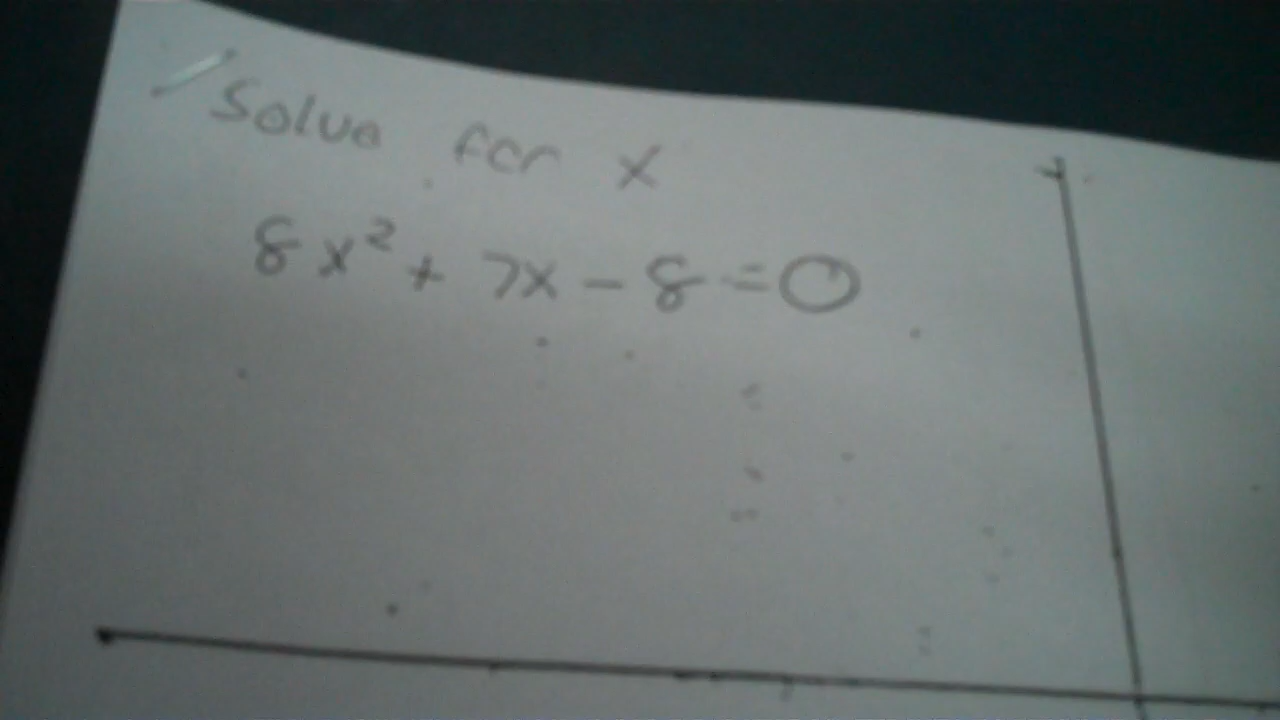 Solve for x
8x² + 7x - 8 = 0